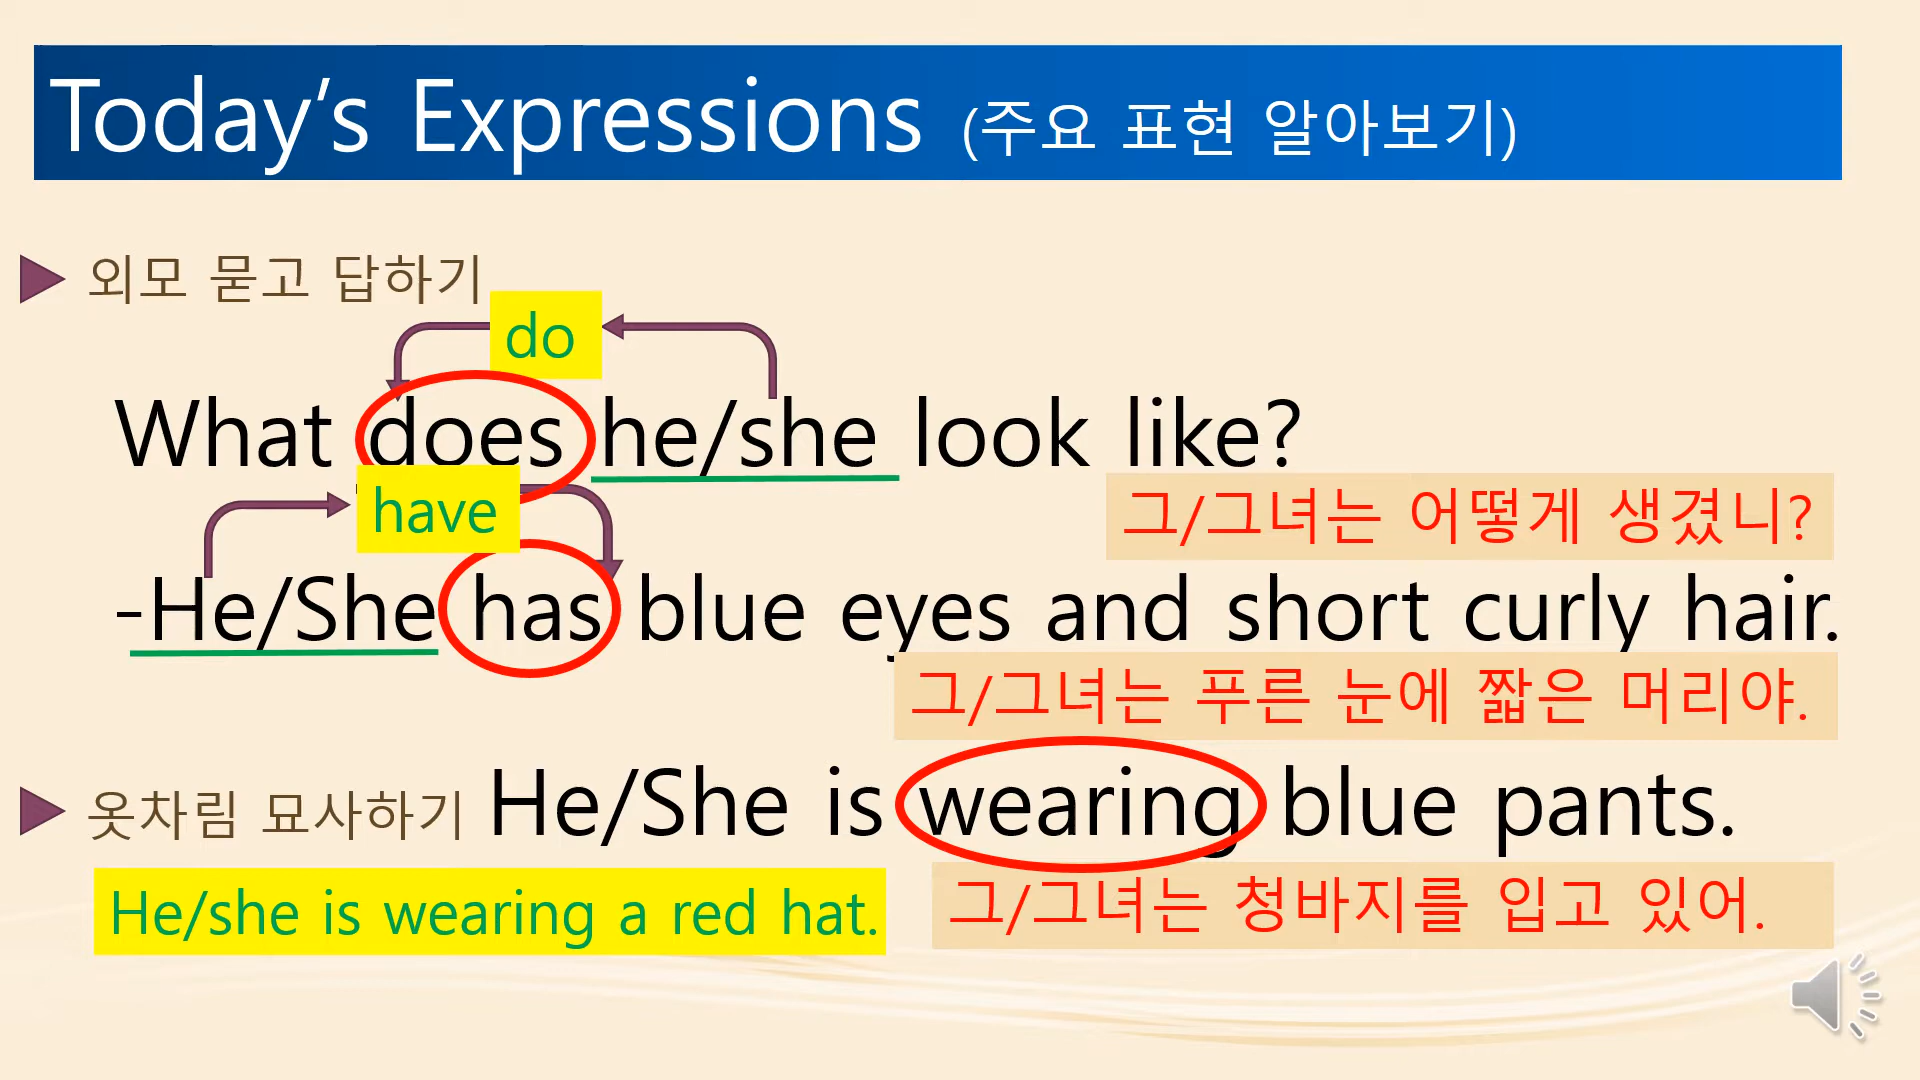 Today's Expressions (주요 표현 알아보기)
외모 묻고 답하기
do
What does he/she look like?
have
그/그녀는 어떻게 생겼니?
-He/She has blue eyes and short curly hair.
그/그녀는 푸른 눈에 짧은 머리야.
옷차림 묘사하기 He/She is wearing blue pants.
He/she is wearing a red hat.
그/그녀는 청바지를 입고 있어.